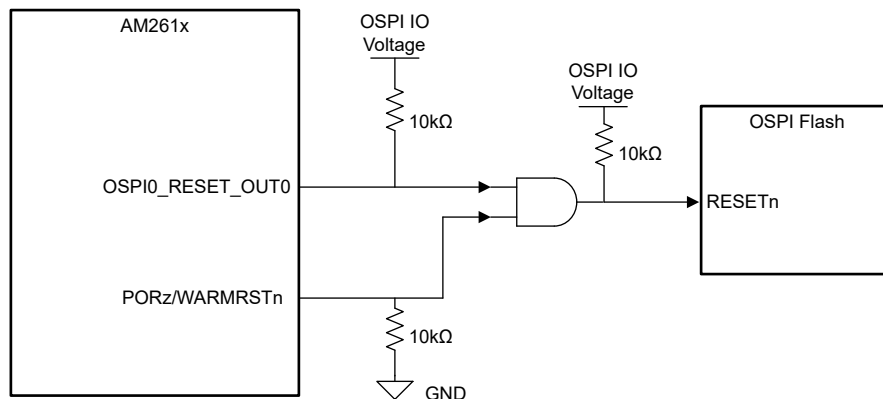 AM261x
OSPI IO
Voltage
10kΩ
OSPI IO
Voltage
10kΩ
OSPI Flash
OSPI0_RESET_OUT0
RESETn
PORz/WARMRSTn
10kΩ
GND